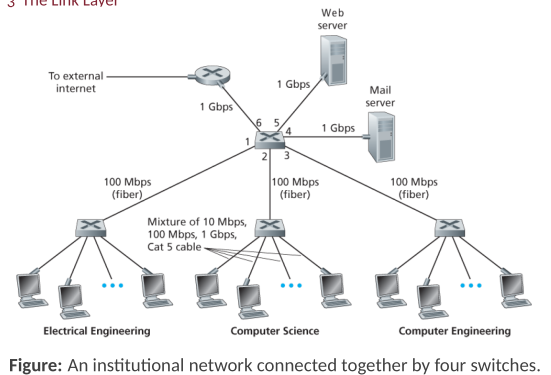 3 The Link Layer
Web
server
To external
internet
1 Gbps
1 Gbps
Mail
server
6 5
4
1 Gbps
1
2
3
100 Mbps
(fiber)
100 Mbps
(fiber)
100 Mbps
(fiber)
Mixture of 10 Mbps,
100 Mbps, 1 Gbps,
Cat 5 cable
Electrical Engineering
Computer Science
Computer Engineering
Figure: An institutional network connected together by four switches.